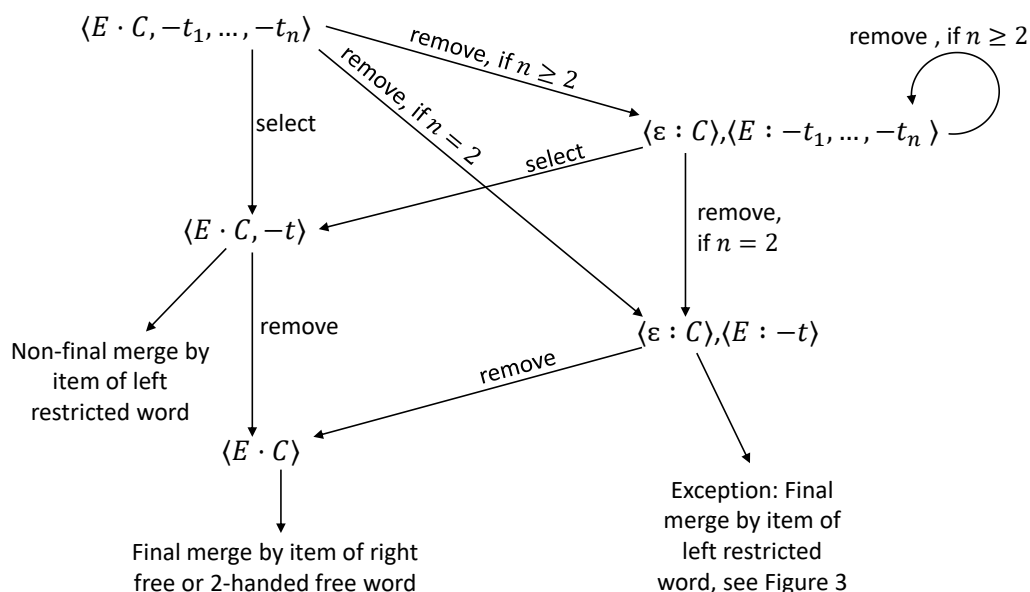 ⟨E · C, −t₁, …, −tₙ⟩
remove, if n ≥ 2
remove , if n ≥ 2
remove, if n = 2
select
⟨ε : C⟩,⟨E : −t₁, …, −tₙ ⟩
select
⟨E · C, −t⟩
remove,
if n = 2
remove
⟨ε : C⟩,⟨E : −t⟩
Non-final merge by
item of left
restricted word
remove
⟨E · C⟩
Exception: Final
merge by item of
left restricted
word, see Figure 3
Final merge by item of right
free or 2-handed free word